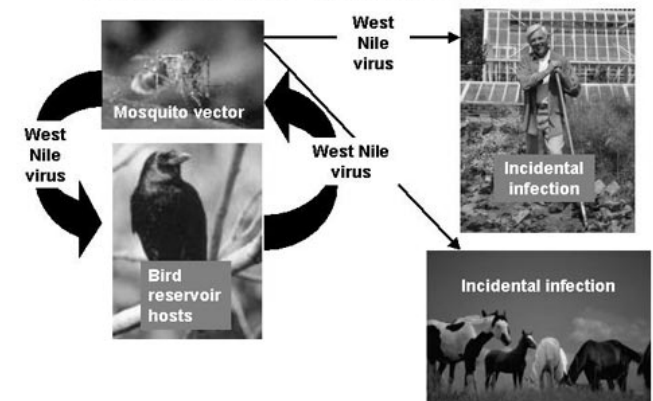 West
Nile
virus
Mosquito vector
West
Nile
virus
West Nile
virus
Bird
reservoir
hosts
Incidental
infection
Incidental infection